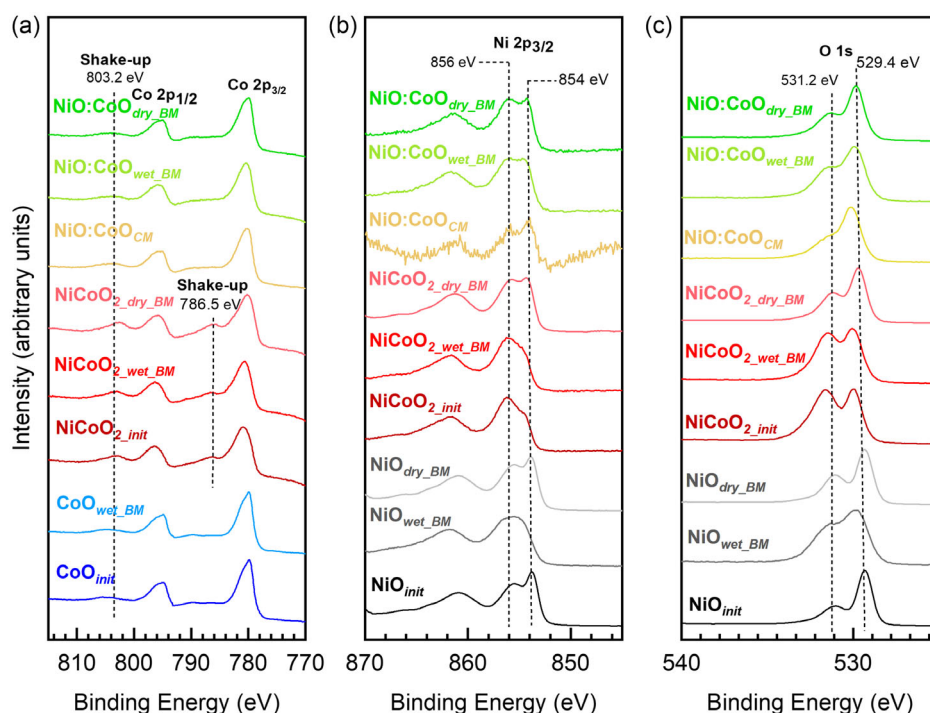 (a)
Shake-up
803.2 eV
Co 2p1/2
Co 2p3/2
NiO:CoOdry_BM
NiO:CoOwet_BM
NiO:CoOCM
Shake-up
786.5 eV
NiCoO2_dry_BM
NiCoO2_wet_BM
NiCoO2_init
CoOwet_BM
CoOinit
Intensity (arbitrary units)
810 800 790 780 770
Binding Energy (eV)
(b)
Ni 2p3/2
856 eV
854 eV
NiO:CoOdry_BM
NiO:CoOwet_BM
NiO:CoOCM
NiCoO2_dry_BM
NiCoO2_wet_BM
NiCoO2_init
NiOdry_BM
NiOwet_BM
NiOinit
870 860 850
Binding Energy (eV)
(c)
O 1s
529.4 eV
531.2 eV
NiO:CoOdry_BM
NiO:CoOwet_BM
NiO:CoOCM
NiCoO2_dry_BM
NiCoO2_wet_BM
NiCoO2_init
NiOdry_BM
NiOwet_BM
NiOinit
540 530
Binding Energy (eV)